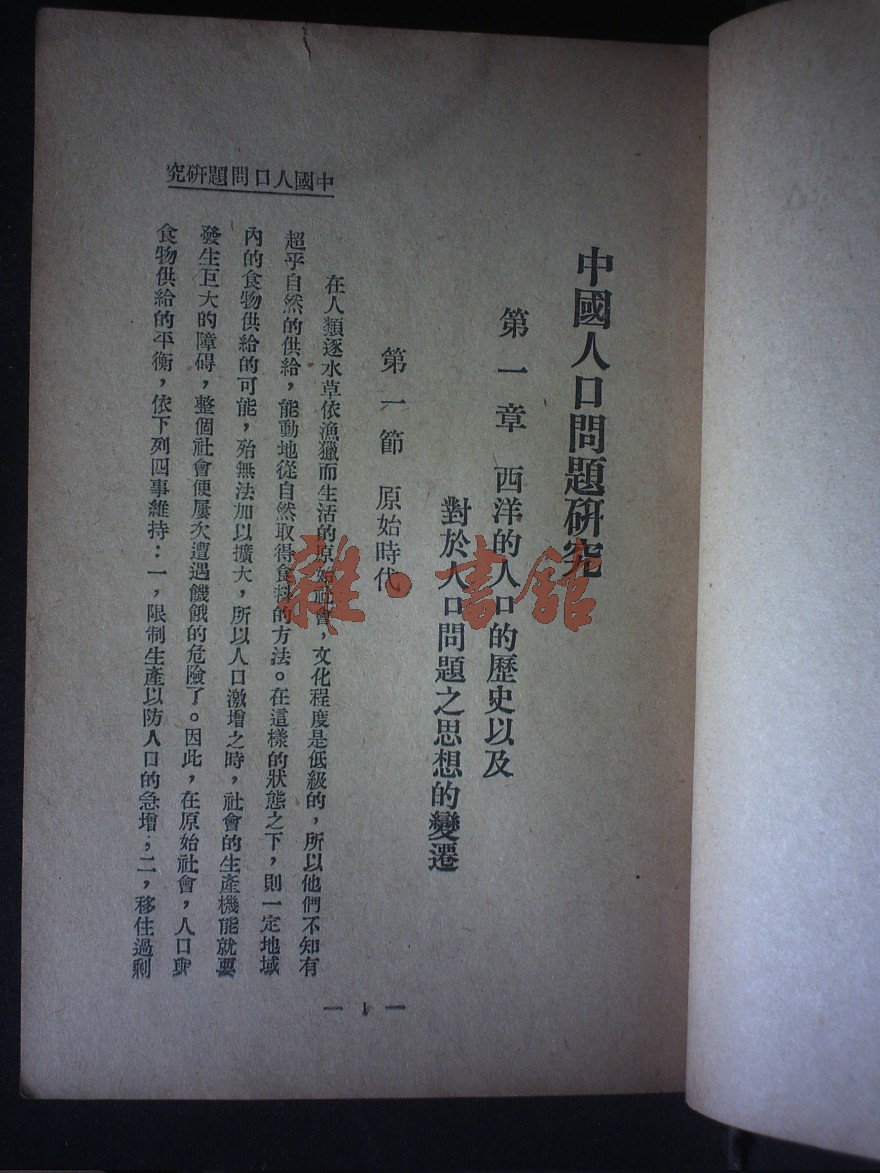 中國人口問題研究
中國人口問題研究
第一章　西洋的人口的歷史以及
對於人口問題之思想的變遷
第一節　原始時代
在人類逐水草依漁獵而生活的原始社會，文化程度是低級的，所以他們不知有
超乎自然的供給，能動地從自然取得食料的方法。在這樣的狀態之下，則一定地域
內的食物供給的可能，殆無法加以擴大，所以人口激增之時，社會的生產機能就要
發生巨大的障碍，整個社會便屢次遭遇饑餓的危險了。因此，在原始社會，人口與
食物供給的平衡，依下列四事維持：一，限制生產以防人口的急增；二，移住過剩
— 1 —
雜·書館